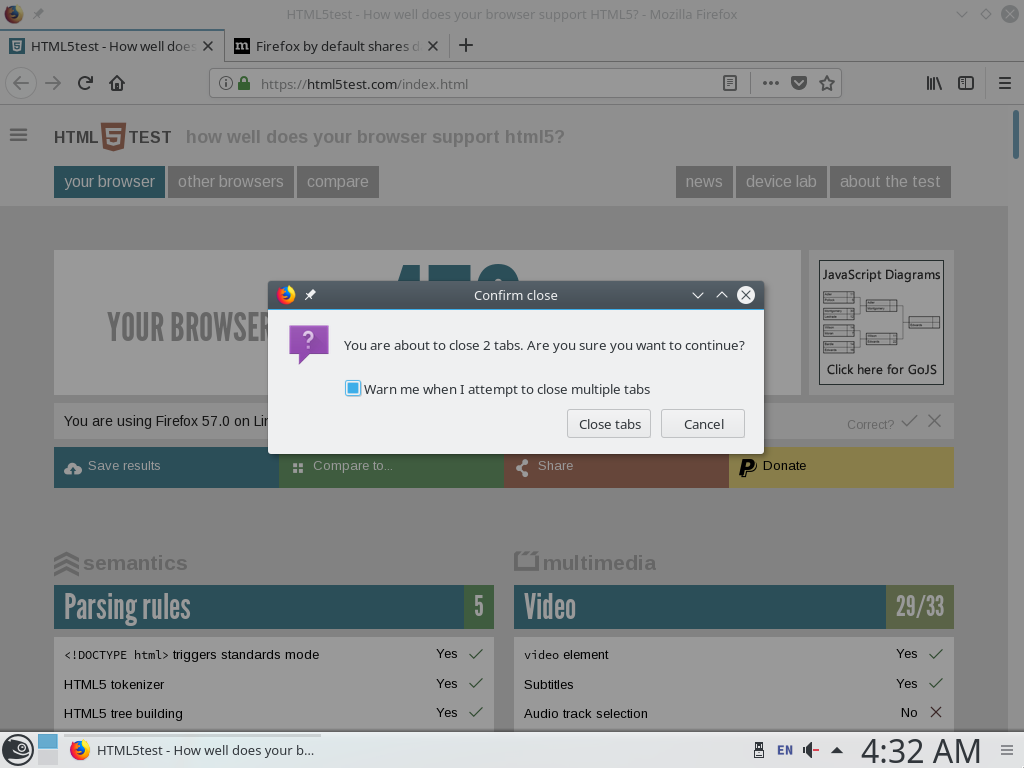 HTML5test - How well does your browser support HTML5? - Mozilla Firefox
HTML5test - How well does
Firefox by default shares d
https://html5test.com/index.html
HTML5TEST how well does your browser support html5?
your browser other browsers compare news device lab about the test
JavaScript Diagrams
YOUR BROWSER
Click here for GoJS
Confirm close
You are about to close 2 tabs. Are you sure you want to continue?
Warn me when I attempt to close multiple tabs
Close tabs Cancel
You are using Firefox 57.0 on Lin
Correct?
Save results Compare to... Share Donate
semantics multimedia
Parsing rules 5 Video 29/33
<!DOCTYPE html> triggers standards mode Yes video element Yes
HTML5 tokenizer Yes Subtitles Yes
HTML5 tree building Yes Audio track selection No
HTML5test - How well does your b...
EN
4:32 AM